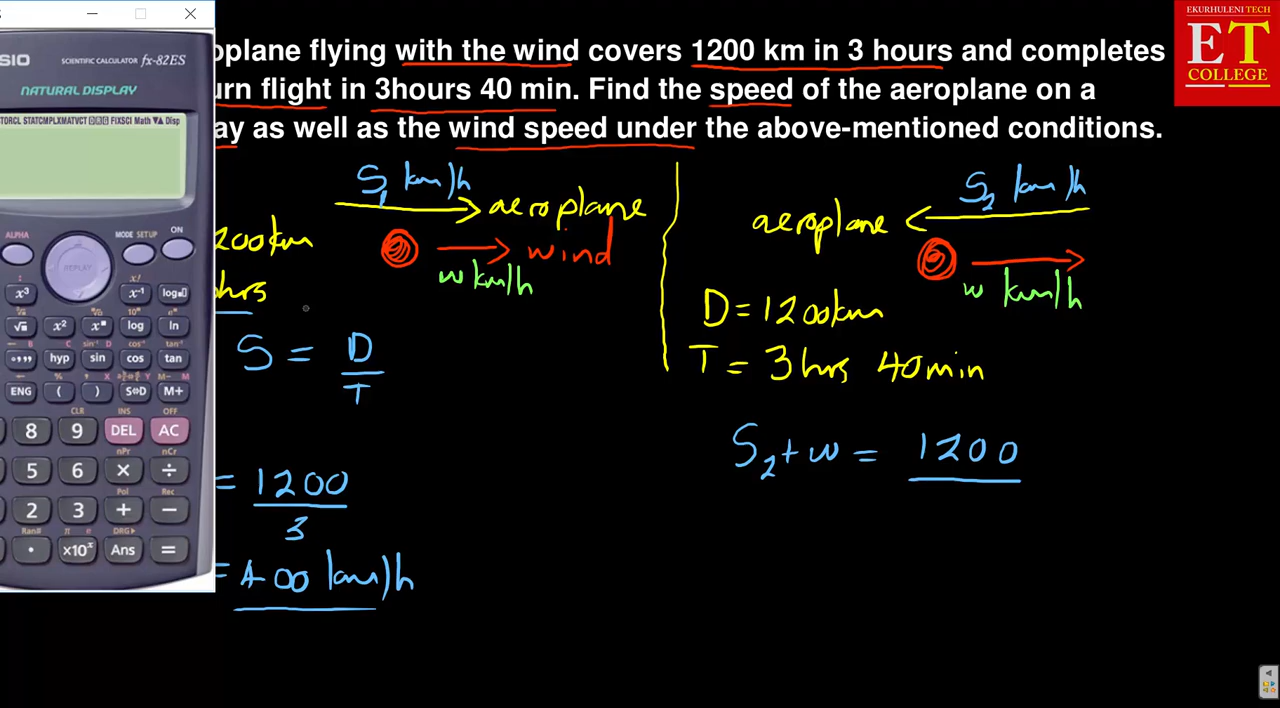 EKURHULENI TECH
ET
COLLEGE
oplane flying with the wind covers 1200 km in 3 hours and completes
urn flight in 3hours 40 min. Find the speed of the aeroplane on a
ay as well as the wind speed under the above-mentioned conditions.
SIO SCIENTIFIC CALCULATOR fx-82ES
NATURAL DISPLAY
ALPHA MODE SETUP ON
REPLAY
x³ x⁻¹ log
√ x² log ln
hyp sin cos tan
ENG ( ) S⇔D M+
8 9 DEL AC
5 6 × ÷
2 3 + −
. ×10ˣ Ans =
S₁ km/h
aeroplane
wind
w km/h
200km
hrs
S = D
T
= 1200
3
= 400 km/h
S₂ km/h
aeroplane
w km/h
D = 1200km
T = 3 hrs 40 min
S₂ + w = 1200